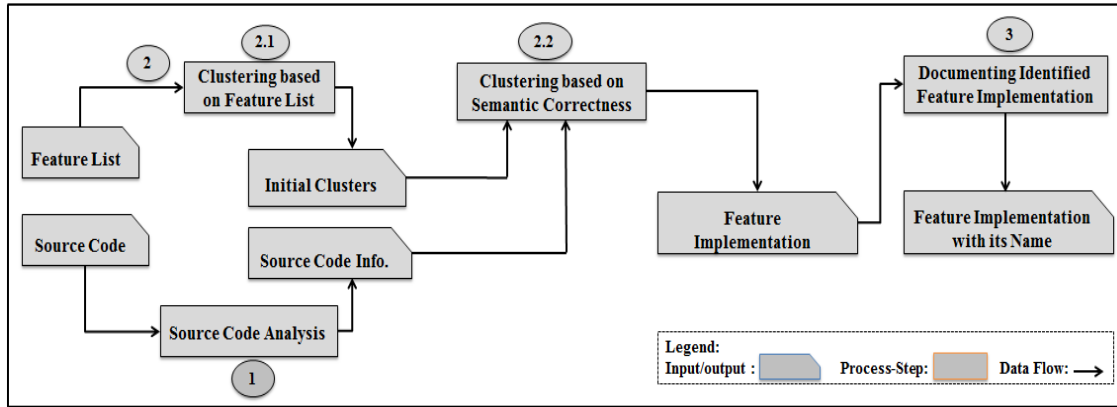 2.1
2.2
3
2
Clustering based
on Feature List
Clustering based on
Semantic Correctness
Documenting Identified
Feature Implementation
Feature List
Initial Clusters
Source Code
Feature
Implementation
Feature Implementation
with its Name
Source Code Info.
Source Code Analysis
1
Legend:
Input/output :
Process-Step:
Data Flow: